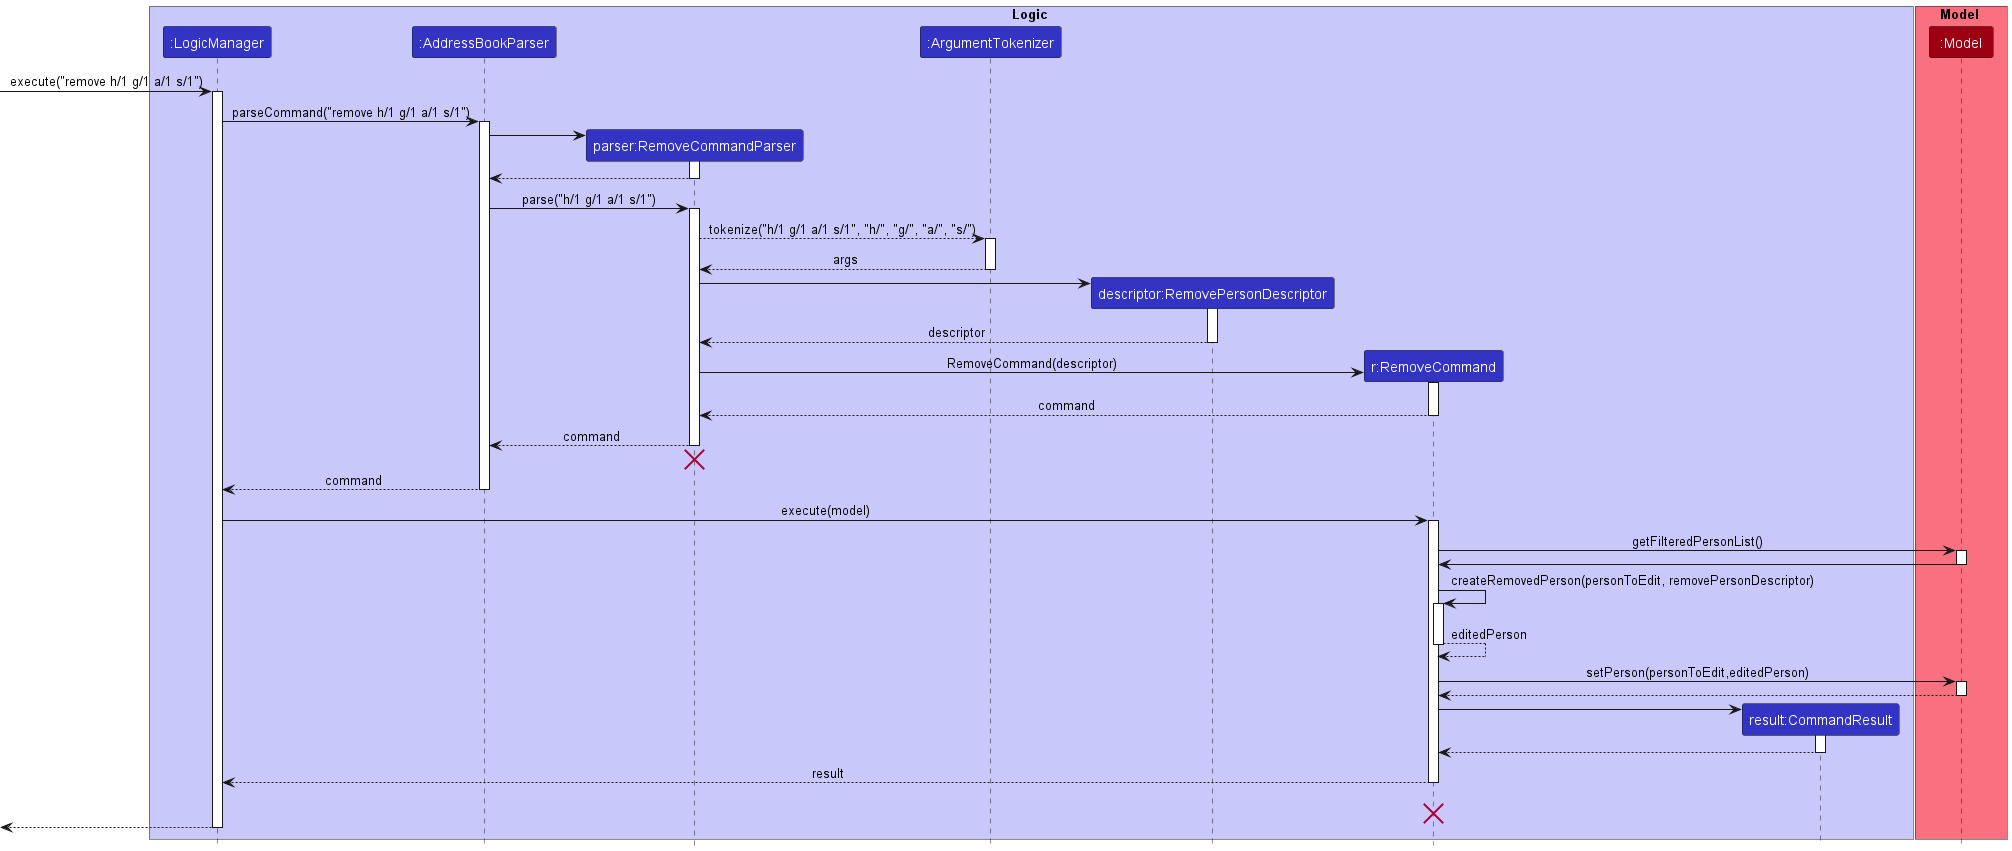 Logic
Model
:LogicManager
:AddressBookParser
:ArgumentTokenizer
:Model
execute("remove h/1 g/1 a/1 s/1")
parseCommand("remove h/1 g/1 a/1 s/1")
parser:RemoveCommandParser
parse("h/1 g/1 a/1 s/1")
tokenize("h/1 g/1 a/1 s/1", "h/", "g/", "a/", "s/")
args
descriptor:RemovePersonDescriptor
descriptor
RemoveCommand(descriptor)
r:RemoveCommand
command
command
command
execute(model)
getFilteredPersonList()
createRemovedPerson(personToEdit, removePersonDescriptor)
editedPerson
setPerson(personToEdit,editedPerson)
result:CommandResult
result